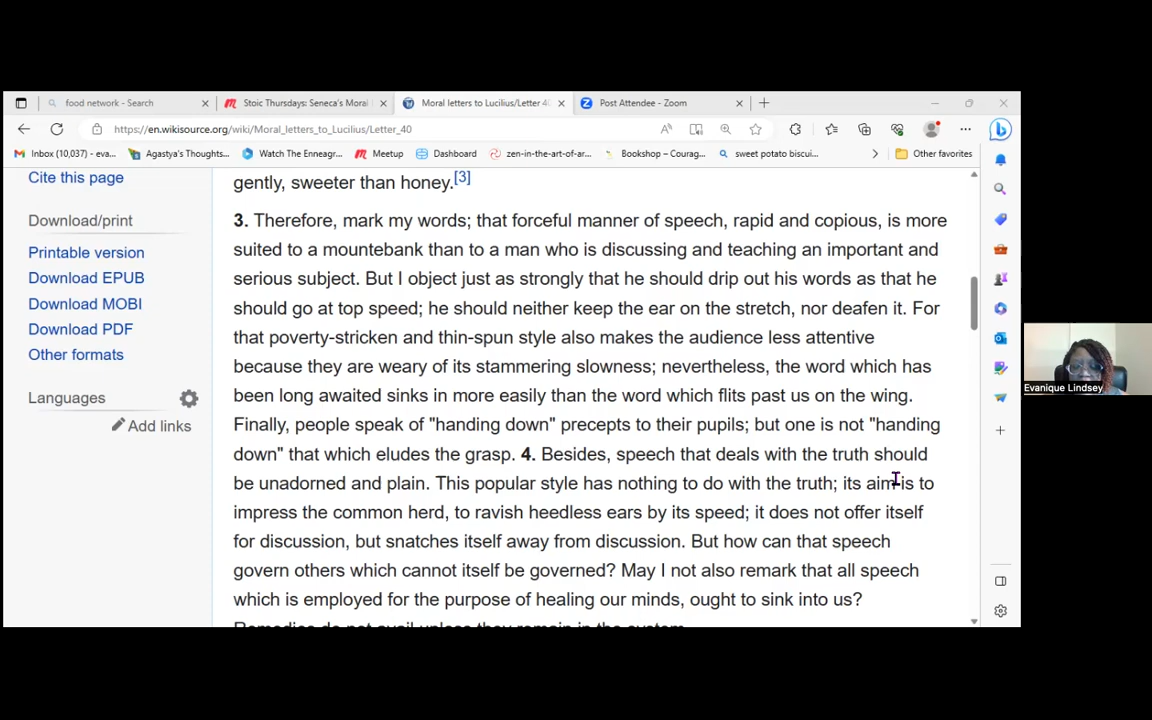 food network - Search
Stoic Thursdays: Seneca's Moral
Moral letters to Lucilius/Letter 40
Post Attendee - Zoom
https://en.wikisource.org/wiki/Moral_letters_to_Lucilius/Letter_40
Inbox (10,037) - eva...
Agastya's Thoughts...
Watch The Enneagr...
Meetup
Dashboard
zen-in-the-art-of-ar...
Bookshop – Courag...
sweet potato biscui...
Other favorites
Cite this page
Download/print
Printable version
Download EPUB
Download MOBI
Download PDF
Other formats
Languages
Add links
gently, sweeter than honey.[3]
3. Therefore, mark my words; that forceful manner of speech, rapid and copious, is more
suited to a mountebank than to a man who is discussing and teaching an important and
serious subject. But I object just as strongly that he should drip out his words as that he
should go at top speed; he should neither keep the ear on the stretch, nor deafen it. For
that poverty-stricken and thin-spun style also makes the audience less attentive
because they are weary of its stammering slowness; nevertheless, the word which has
been long awaited sinks in more easily than the word which flits past us on the wing.
Finally, people speak of "handing down" precepts to their pupils; but one is not "handing
down" that which eludes the grasp. 4. Besides, speech that deals with the truth should
be unadorned and plain. This popular style has nothing to do with the truth; its aim is to
impress the common herd, to ravish heedless ears by its speed; it does not offer itself
for discussion, but snatches itself away from discussion. But how can that speech
govern others which cannot itself be governed? May I not also remark that all speech
which is employed for the purpose of healing our minds, ought to sink into us?
Remedies do not avail unless they remain in the system.
Evanique Lindsey